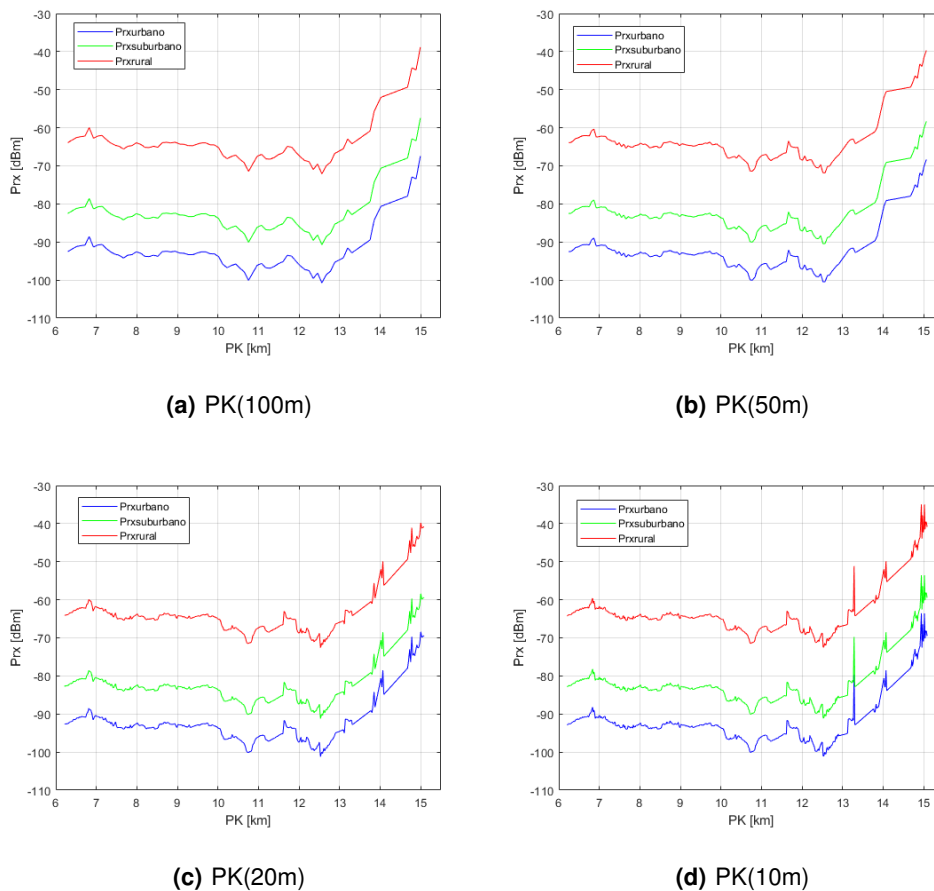 -30
-40
-50
-60
-70
-80
-90
-100
-110
Prx [dBm]
Prxurbano
Prxsuburbano
Prxrural
6 7 8 9 10 11 12 13 14 15
PK [km]
(a) PK(100m)
-30
-40
-50
-60
-70
-80
-90
-100
-110
Prx [dBm]
Prxurbano
Prxsuburbano
Prxrural
6 7 8 9 10 11 12 13 14 15
PK [km]
(b) PK(50m)
-30
-40
-50
-60
-70
-80
-90
-100
-110
Prx [dBm]
Prxurbano
Prxsuburbano
Prxrural
6 7 8 9 10 11 12 13 14 15
PK [km]
(c) PK(20m)
-30
-40
-50
-60
-70
-80
-90
-100
-110
Prx [dBm]
Prxurbano
Prxsuburbano
Prxrural
6 7 8 9 10 11 12 13 14 15
PK [km]
(d) PK(10m)